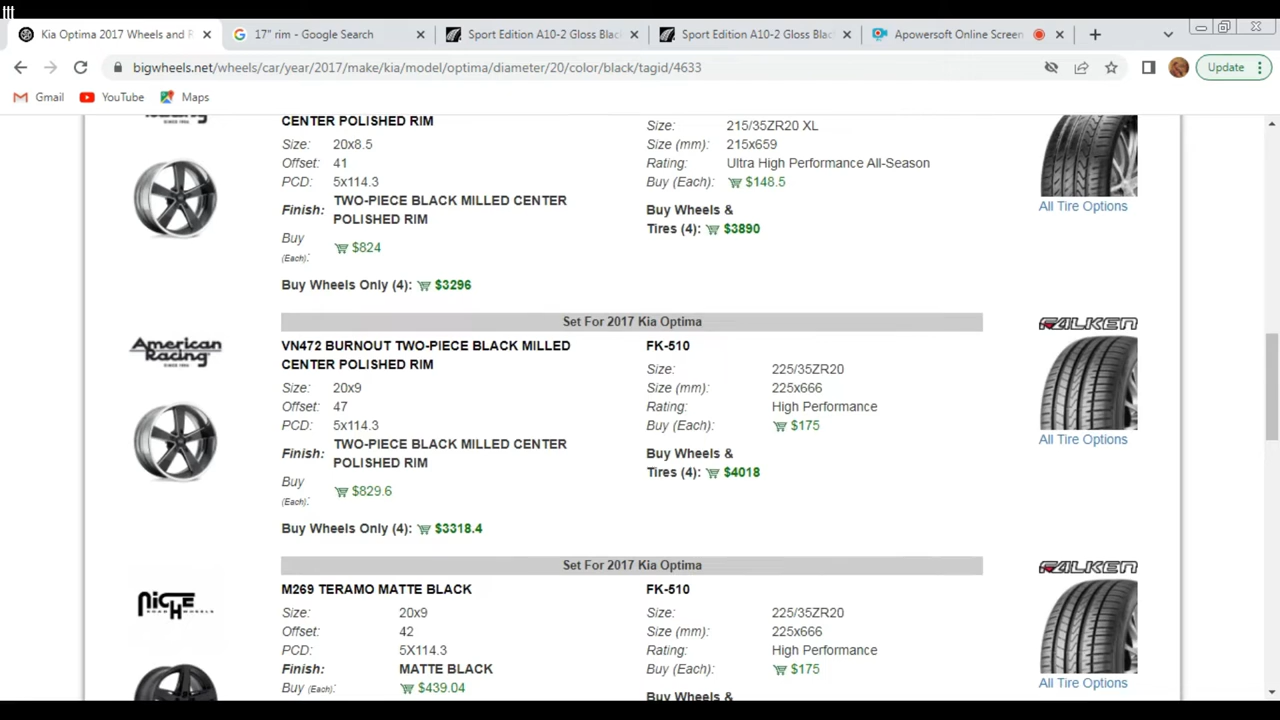 ttt
Kia Optima 2017 Wheels and R
17" rim - Google Search
Sport Edition A10-2 Gloss Blac
Sport Edition A10-2 Gloss Blac
Apowersoft Online Screen
bigwheels.net/wheels/car/year/2017/make/kia/model/optima/diameter/20/color/black/tagid/4633
Update
Gmail
YouTube
Maps
SINCE 1956
CENTER POLISHED RIM
Size: 20x8.5
Offset: 41
PCD: 5x114.3
Finish: TWO-PIECE BLACK MILLED CENTER
POLISHED RIM
Buy
(Each): $824
Buy Wheels Only (4): $3296
Size: 215/35ZR20 XL
Size (mm): 215x659
Rating: Ultra High Performance All-Season
Buy (Each): $148.5
Buy Wheels &
Tires (4): $3890
All Tire Options
Set For 2017 Kia Optima
American
Racing
SINCE 1956
VN472 BURNOUT TWO-PIECE BLACK MILLED
CENTER POLISHED RIM
Size: 20x9
Offset: 47
PCD: 5x114.3
Finish: TWO-PIECE BLACK MILLED CENTER
POLISHED RIM
Buy
(Each): $829.6
Buy Wheels Only (4): $3318.4
FK-510
Size: 225/35ZR20
Size (mm): 225x666
Rating: High Performance
Buy (Each): $175
Buy Wheels &
Tires (4): $4018
FALKEN
All Tire Options
Set For 2017 Kia Optima
NICHE
M269 TERAMO MATTE BLACK
Size: 20x9
Offset: 42
PCD: 5X114.3
Finish: MATTE BLACK
Buy (Each): $439.04
FK-510
Size: 225/35ZR20
Size (mm): 225x666
Rating: High Performance
Buy (Each): $175
Buy Wheels &
FALKEN
All Tire Options